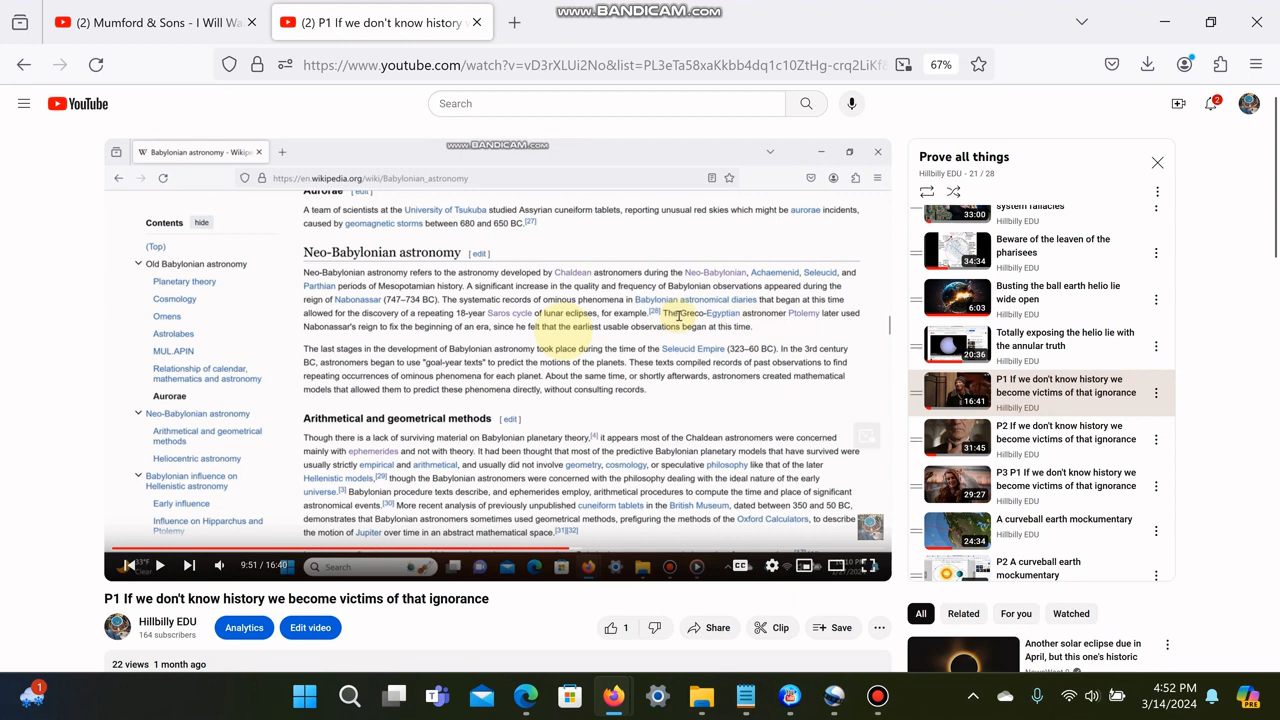 www.BANDICAM.com
(2) Mumford & Sons - I Will Wa
(2) P1 If we don't know history
https://www.youtube.com/watch?v=vD3rXLUi2No&list=PL3eTa58xaKkbb4dq1c10ZtHg-crq2LiKf
67%
YouTube
Search
2
www.BANDICAM.com
Babylonian astronomy - Wikipe
https://en.wikipedia.org/wiki/Babylonian_astronomy
Contents hide
(Top)
Old Babylonian astronomy
Planetary theory
Cosmology
Omens
Astrolabes
MUL.APIN
Relationship of calendar,
mathematics and astronomy
Aurorae
Neo-Babylonian astronomy
Arithmetical and geometrical
methods
Heliocentric astronomy
Babylonian influence on
Hellenistic astronomy
Early influence
Influence on Hipparchus and
Ptolemy
Aurorae [edit]
A team of scientists at the University of Tsukuba studied Assyrian cuneiform tablets, reporting unusual red skies which might be aurorae incidents,
caused by geomagnetic storms between 680 and 650 BC.[27]
Neo-Babylonian astronomy [edit]
Neo-Babylonian astronomy refers to the astronomy developed by Chaldean astronomers during the Neo-Babylonian, Achaemenid, Seleucid, and
Parthian periods of Mesopotamian history. A significant increase in the quality and frequency of Babylonian observations appeared during the
reign of Nabonassar (747–734 BC). The systematic records of ominous phenomena in Babylonian astronomical diaries that began at this time
allowed for the discovery of a repeating 18-year Saros cycle of lunar eclipses, for example.[28] The Greco-Egyptian astronomer Ptolemy later used
Nabonassar's reign to fix the beginning of an era, since he felt that the earliest usable observations began at this time.
The last stages in the development of Babylonian astronomy took place during the time of the Seleucid Empire (323–60 BC). In the 3rd century
BC, astronomers began to use "goal-year texts" to predict the motions of the planets. These texts compiled records of past observations to find
repeating occurrences of ominous phenomena for each planet. About the same time, or shortly afterwards, astronomers created mathematical
models that allowed them to predict these phenomena directly, without consulting records.
Arithmetical and geometrical methods [edit]
Though there is a lack of surviving material on Babylonian planetary theory,[4] it appears most of the Chaldean astronomers were concerned
mainly with ephemerides and not with theory. It had been thought that most of the predictive Babylonian planetary models that have survived were
usually strictly empirical and arithmetical, and usually did not involve geometry, cosmology, or speculative philosophy like that of the later
Hellenistic models,[29] though the Babylonian astronomers were concerned with the philosophy dealing with the ideal nature of the early
universe.[3] Babylonian procedure texts describe, and ephemerides employ, arithmetical procedures to compute the time and place of significant
astronomical events.[30] More recent analysis of previously unpublished cuneiform tablets in the British Museum, dated between 350 and 50 BC,
demonstrates that Babylonian astronomers sometimes used geometrical methods, prefiguring the methods of the Oxford Calculators, to describe
the motion of Jupiter over time in an abstract mathematical space.[31][32]
33°F
Clear
9:51 / 16:40
Search
P1 If we don't know history we become victims of that ignorance
Hillbilly EDU
164 subscribers
Analytics
Edit video
1
Share
Clip
Save
22 views 1 month ago
Prove all things
Hillbilly EDU - 21 / 28
system fallacies
Hillbilly EDU
33:00
Beware of the leaven of the
pharisees
Hillbilly EDU
34:34
Busting the ball earth helio lie
wide open
Hillbilly EDU
6:03
Totally exposing the helio lie with
the annular truth
Hillbilly EDU
20:36
P1 If we don't know history we
become victims of that ignorance
Hillbilly EDU
16:41
P2 If we don't know history we
become victims of that ignorance
Hillbilly EDU
31:45
P3 P1 If we don't know history we
become victims of that ignorance
Hillbilly EDU
29:27
A curveball earth mockumentary
Hillbilly EDU
24:34
P2 A curveball earth
mockumentary
All
Related
For you
Watched
Another solar eclipse due in
April, but this one's historic
1
4:52 PM
3/14/2024
PRE